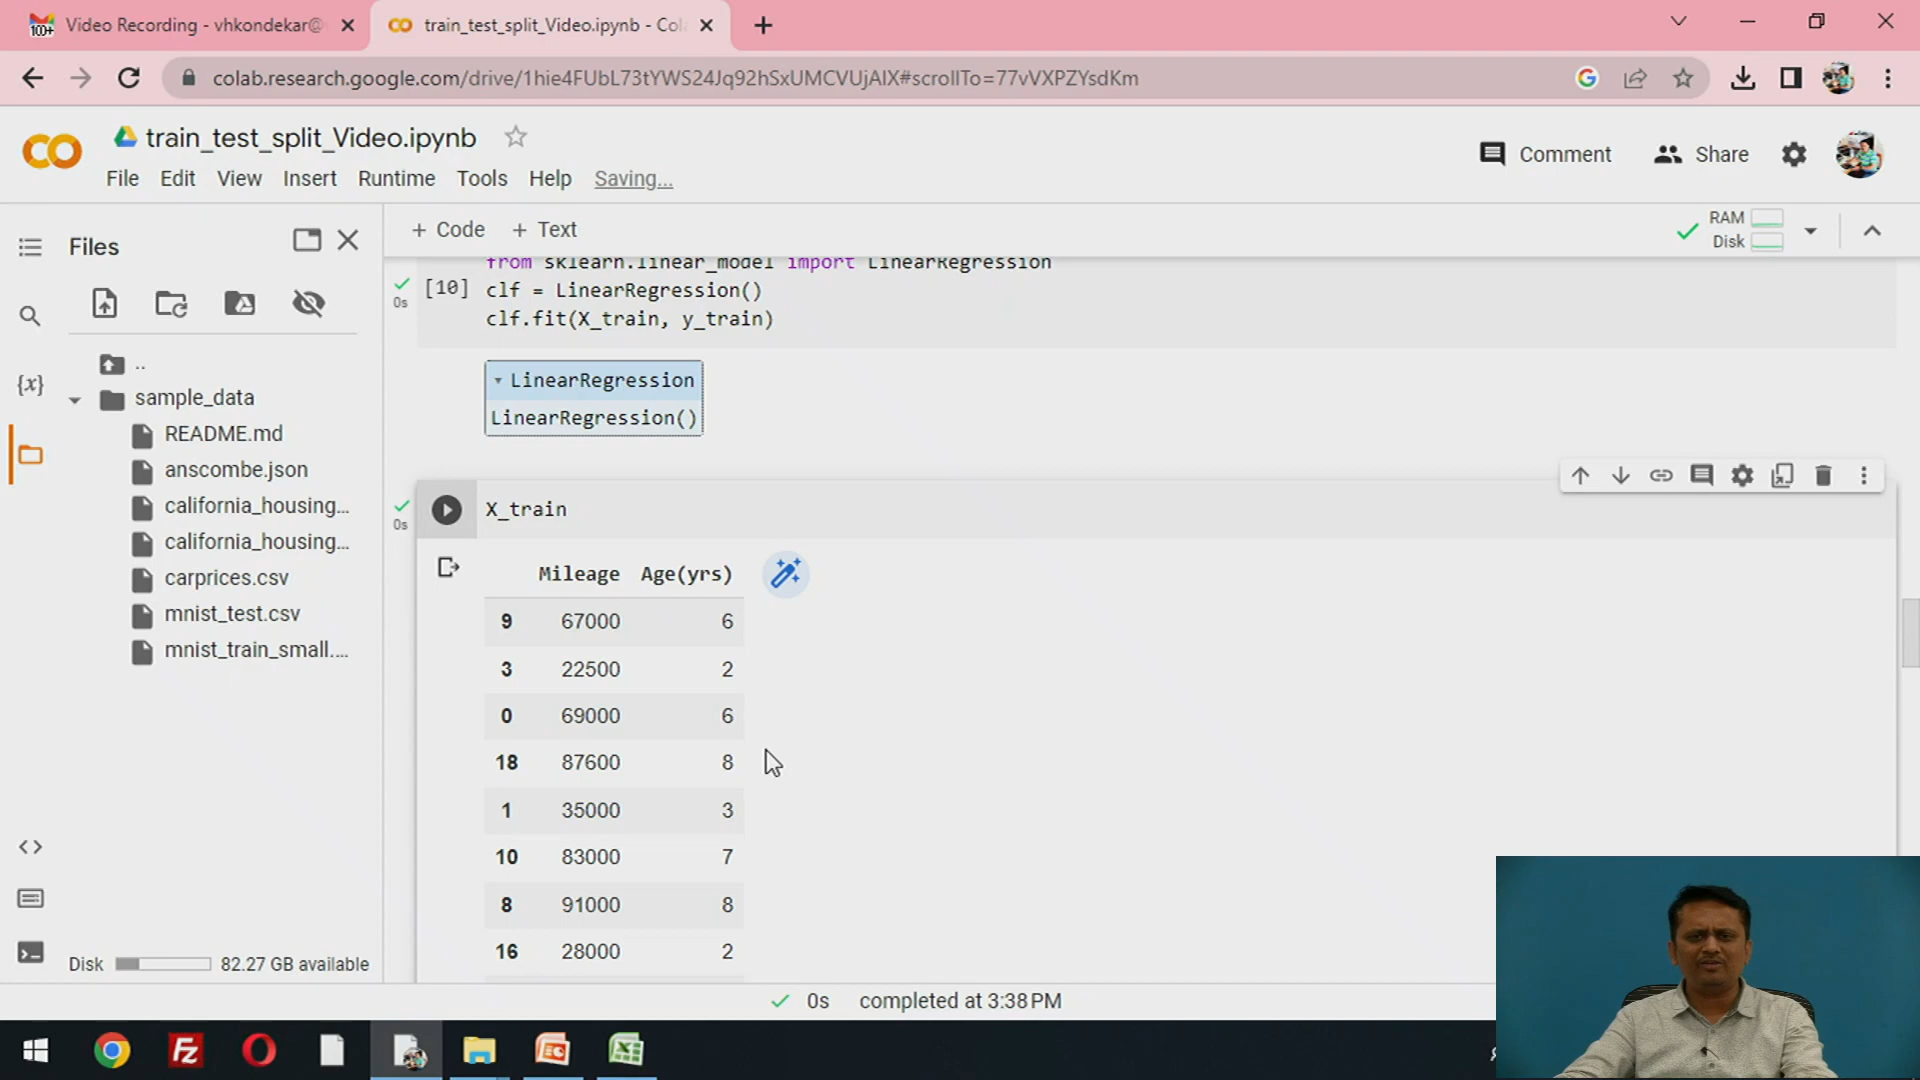 100+
Video Recording - vhkondekar@
train_test_split_Video.ipynb - Col
colab.research.google.com/drive/1hie4FUbL73tYWS24Jq92hSxUMCVUjAIX#scrollTo=77vVXPZYsdKm
train_test_split_Video.ipynb
File Edit View Insert Runtime Tools Help Saving...
Comment
Share
Files
+ Code + Text
RAM
Disk
from sklearn.linear_model import LinearRegression
[10] clf = LinearRegression()
0s
clf.fit(X_train, y_train)
LinearRegression
LinearRegression()
{x}
..
sample_data
README.md
anscombe.json
california_housing...
california_housing...
carprices.csv
mnist_test.csv
mnist_train_small....
X_train
0s
Mileage Age(yrs)
9 67000 6
3 22500 2
0 69000 6
18 87600 8
1 35000 3
10 83000 7
8 91000 8
16 28000 2
Disk 82.27 GB available
0s completed at 3:38 PM